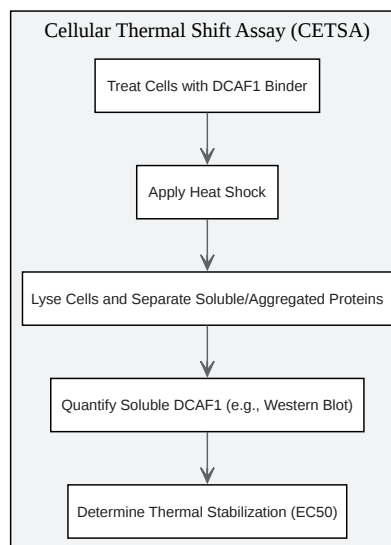 Cellular Thermal Shift Assay (CETSA)
Treat Cells with DCAF1 Binder
Apply Heat Shock
Lyse Cells and Separate Soluble/Aggregated Proteins
Quantify Soluble DCAF1 (e.g., Western Blot)
Determine Thermal Stabilization (EC50)